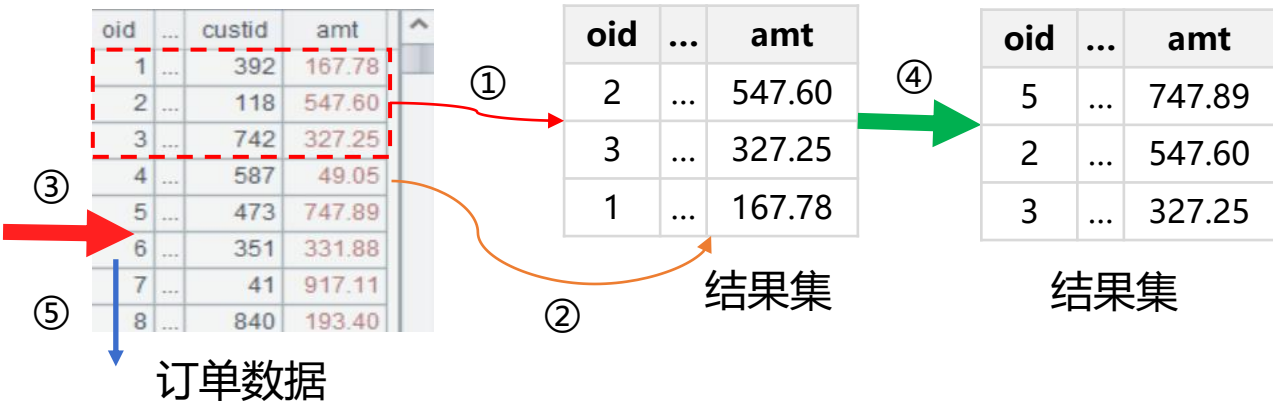 oid ... custid amt
1 ... 392 167.78
2 ... 118 547.60
3 ... 742 327.25
4 ... 587 49.05
5 ... 473 747.89
6 ... 351 331.88
7 ... 41 917.11
8 ... 840 193.40
订单数据
③
⑤
①
②
oid ... amt
2 ... 547.60
3 ... 327.25
1 ... 167.78
结果集
④
oid ... amt
5 ... 747.89
2 ... 547.60
3 ... 327.25
结果集